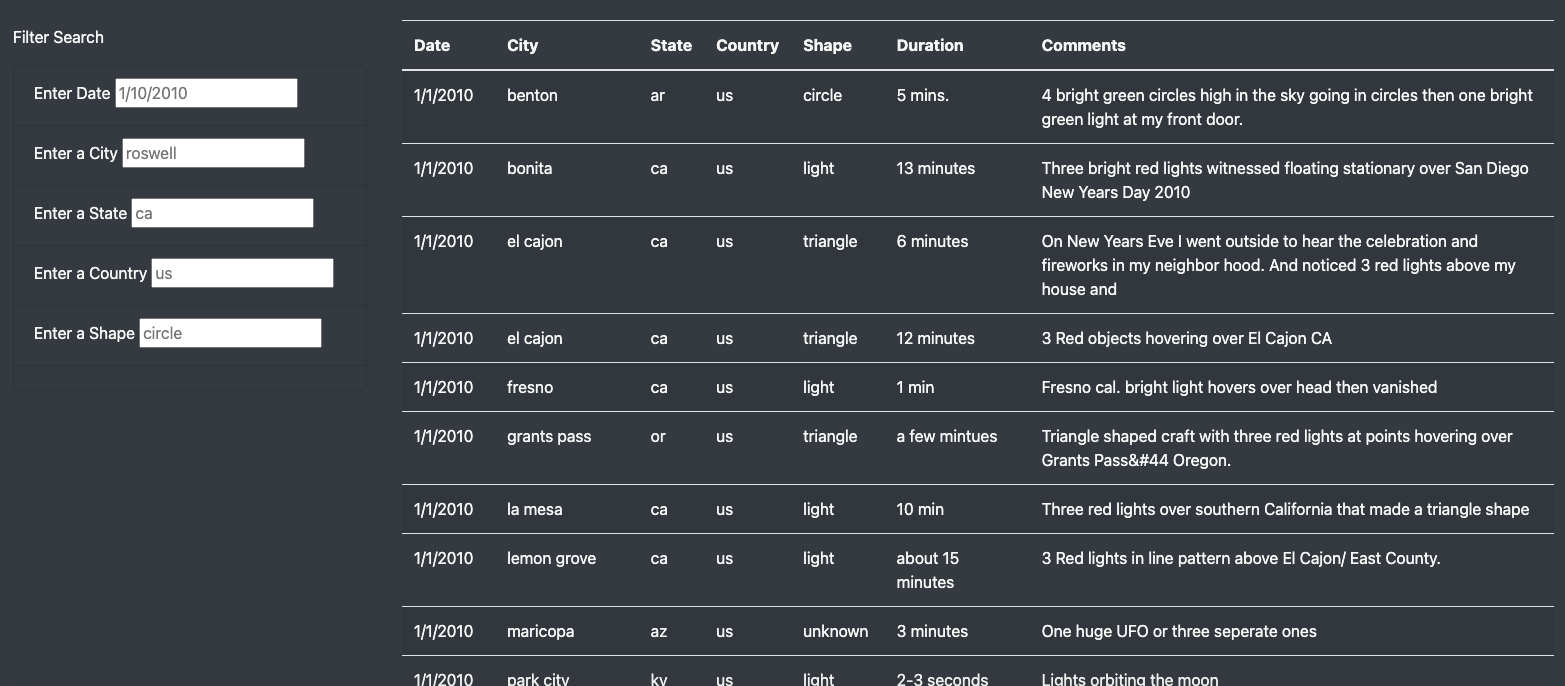 Filter Search
Enter Date 1/10/2010
Enter a City roswell
Enter a State ca
Enter a Country us
Enter a Shape circle
Date City State Country Shape Duration Comments
1/1/2010 benton ar us circle 5 mins. 4 bright green circles high in the sky going in circles then one bright
green light at my front door.
1/1/2010 bonita ca us light 13 minutes Three bright red lights witnessed floating stationary over San Diego
New Years Day 2010
1/1/2010 el cajon ca us triangle 6 minutes On New Years Eve I went outside to hear the celebration and
fireworks in my neighbor hood. And noticed 3 red lights above my
house and
1/1/2010 el cajon ca us triangle 12 minutes 3 Red objects hovering over El Cajon CA
1/1/2010 fresno ca us light 1 min Fresno cal. bright light hovers over head then vanished
1/1/2010 grants pass or us triangle a few mintues Triangle shaped craft with three red lights at points hovering over
Grants Pass&#44 Oregon.
1/1/2010 la mesa ca us light 10 min Three red lights over southern California that made a triangle shape
1/1/2010 lemon grove ca us light about 15 3 Red lights in line pattern above El Cajon/ East County.
minutes
1/1/2010 maricopa az us unknown 3 minutes One huge UFO or three seperate ones
1/1/2010 park city ky us light 2-3 seconds Lights orbiting the moon